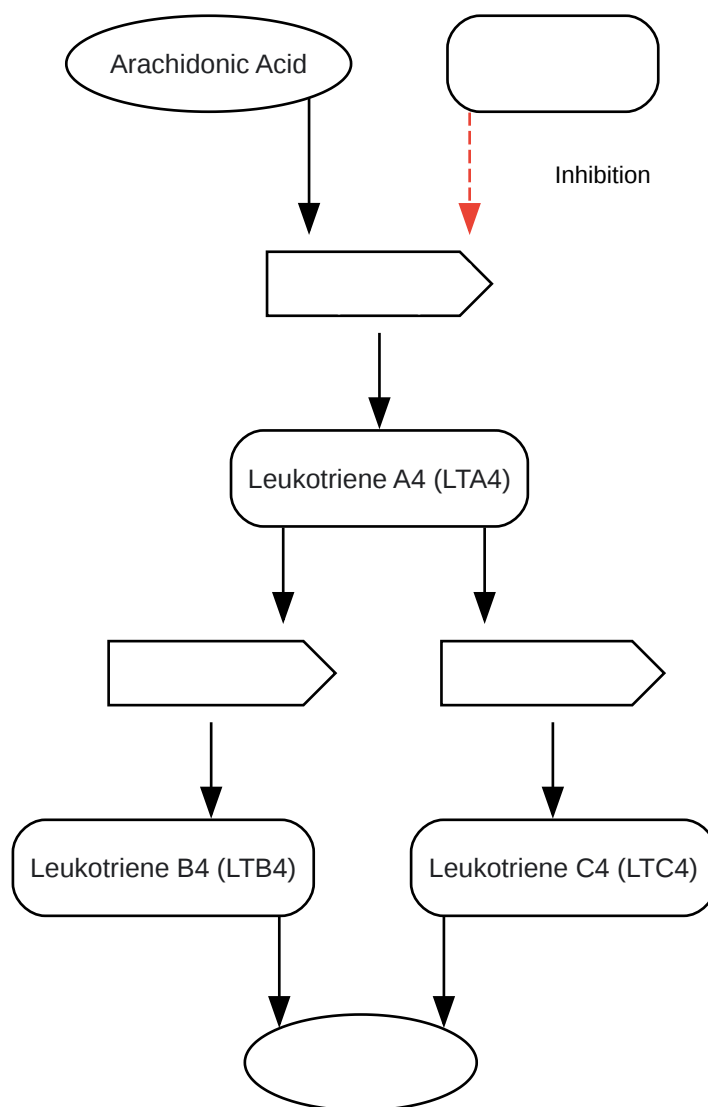 Arachidonic Acid
Inhibition
Leukotriene A4 (LTA4)
Leukotriene B4 (LTB4)
Leukotriene C4 (LTC4)